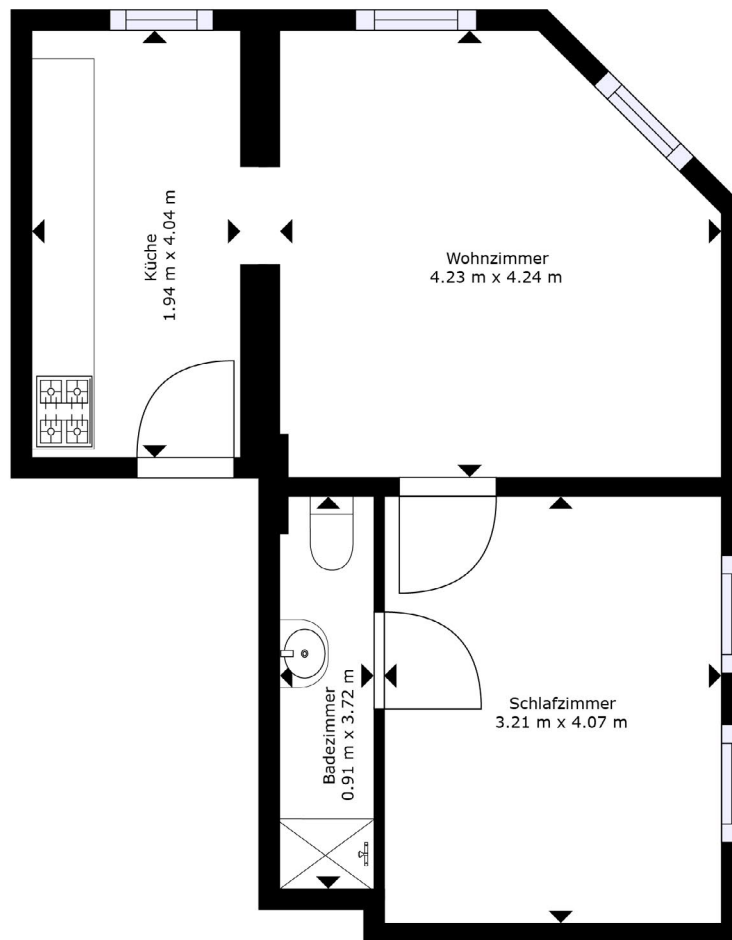 Küche
1.94 m x 4.04 m
Wohnzimmer
4.23 m x 4.24 m
Badezimmer
0.91 m x 3.72 m
Schlafzimmer
3.21 m x 4.07 m